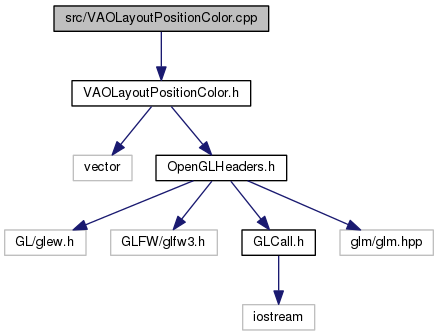 src/VAOLayoutPositionColor.cpp
VAOLayoutPositionColor.h
vector
OpenGLHeaders.h
GL/glew.h
GLFW/glfw3.h
GLCall.h
glm/glm.hpp
iostream